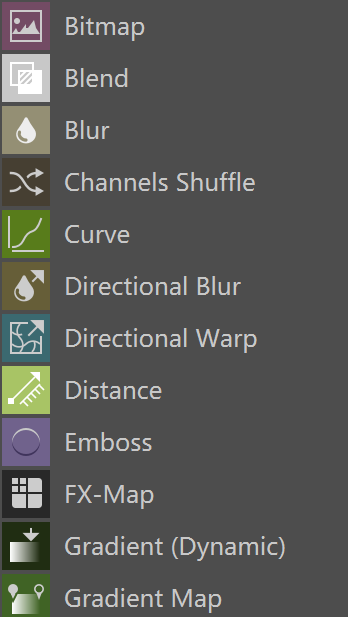 Bitmap
Blend
Blur
Channels Shuffle
Curve
Directional Blur
Directional Warp
Distance
Emboss
FX-Map
Gradient (Dynamic)
Gradient Map